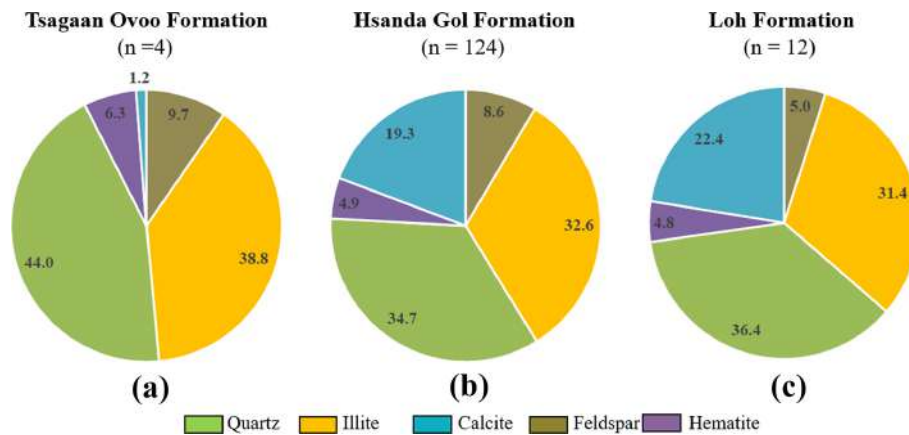 Tsagaan Ovoo Formation
(n =4)
1.2
6.3
9.7
44.0
38.8
(a)
Hsanda Gol Formation
(n = 124)
8.6
19.3
4.9
32.6
34.7
(b)
Loh Formation
(n = 12)
5.0
22.4
31.4
4.8
36.4
(c)
Quartz Illite Calcite Feldspar Hematite